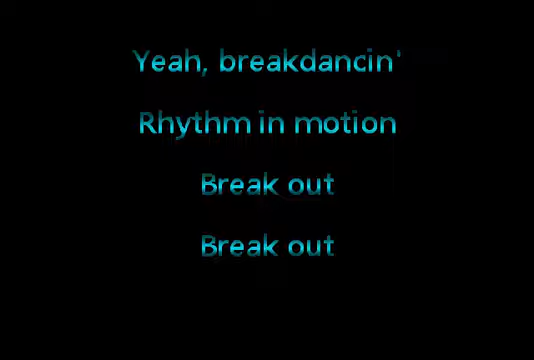 Yeah, breakdancin'
Rhythm in motion
Break out
Break out